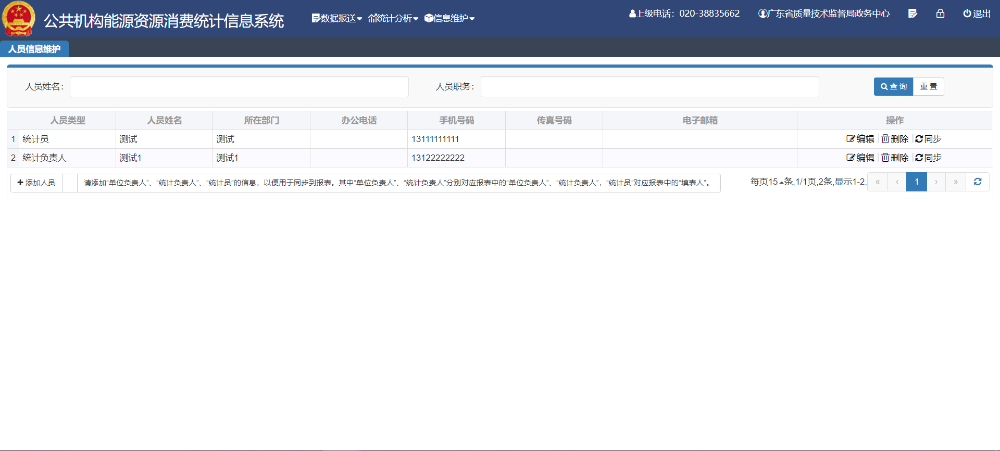 公共机构能源资源消费统计信息系统 数据报送 统计分析 信息维护 上级电话：020-38835662 广东省质量技术监督局政务中心 退出
人员信息维护
人员姓名： 人员职务： 查 询 重 置
人员类型 人员姓名 所在部门 办公电话 手机号码 传真号码 电子邮箱 操作
1 统计员 测试 测试 13111111111 编辑 删除 同步
2 统计负责人 测试1 测试1 13122222222 编辑 删除 同步
添加人员 请添加“单位负责人”、“统计负责人”、“统计员”的信息，以便用于同步到报表。其中“单位负责人”、“统计负责人”分别对应报表中的“单位负责人”、“统计负责人”，“统计员”对应报表中的“填表人”。 每页15条,1/1页,2条,显示1-2. « ‹ 1 › »